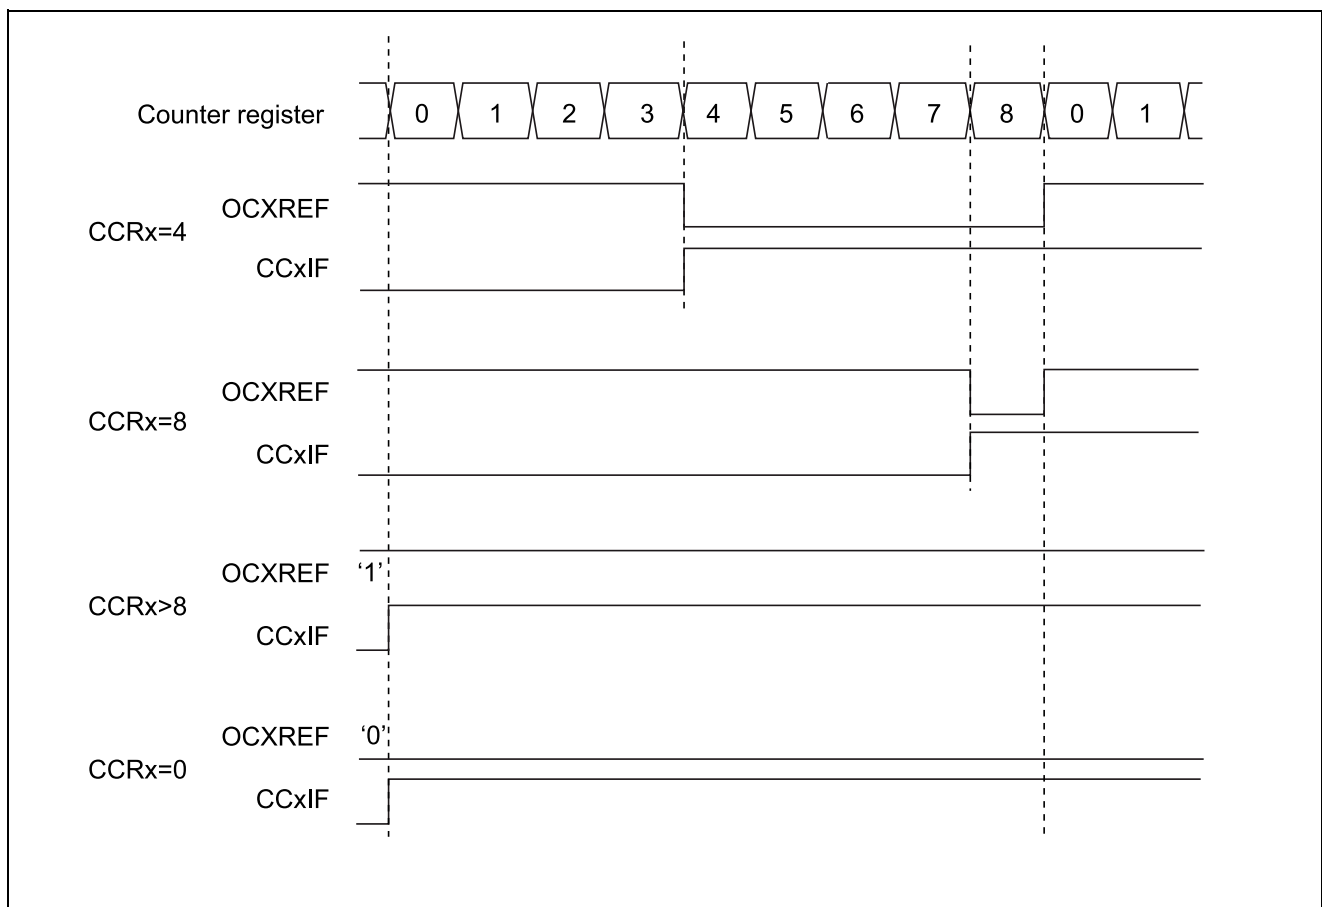 Counter register 0 1 2 3 4 5 6 7 8 0 1
OCXREF
CCRx=4
CCxIF
OCXREF
CCRx=8
CCxIF
OCXREF ‘1’
CCRx>8
CCxIF
OCXREF ‘0’
CCRx=0
CCxIF